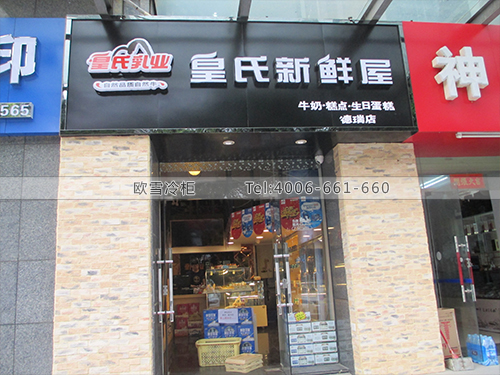 印
565
皇氏乳业
自然品质自然牛
皇氏新鲜屋
牛奶·糕点·生日蛋糕
德瑞店
神
欧雪冷柜 Tel:4006-661-660